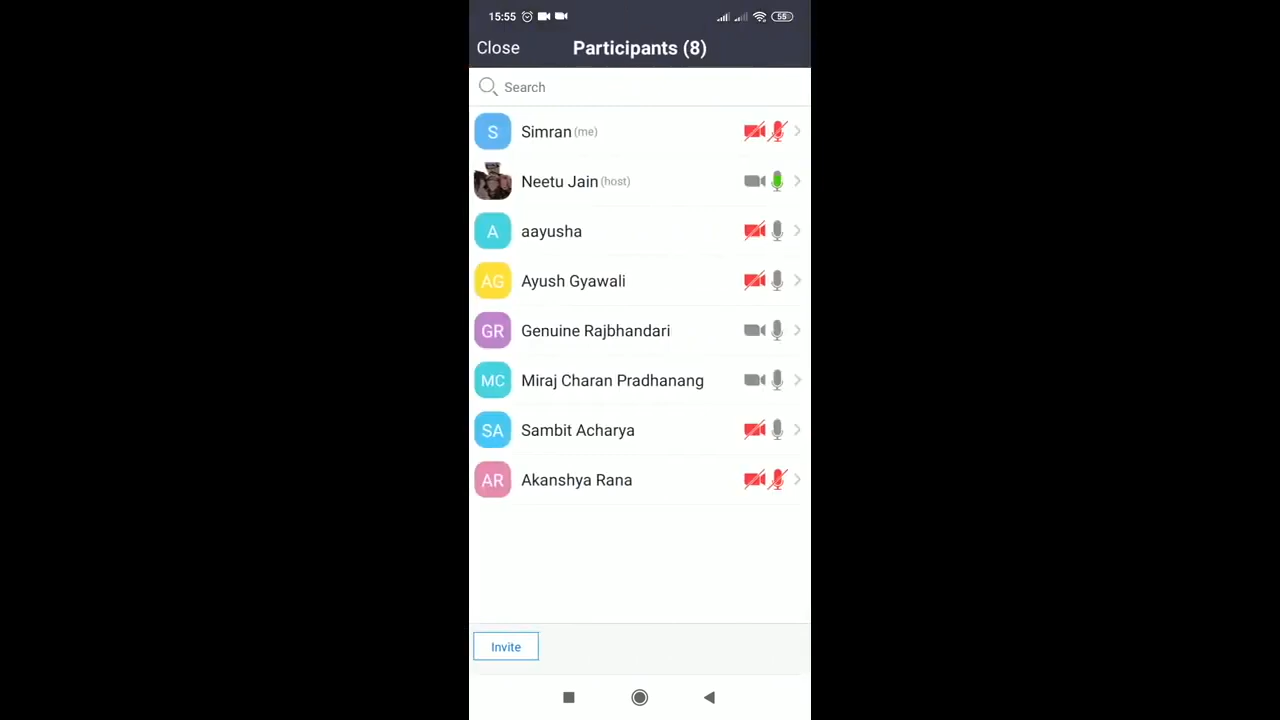 15:55 55
Close Participants (8)
Search
S Simran (me)
Neetu Jain (host)
A aayusha
AG Ayush Gyawali
GR Genuine Rajbhandari
MC Miraj Charan Pradhanang
SA Sambit Acharya
AR Akanshya Rana
Invite